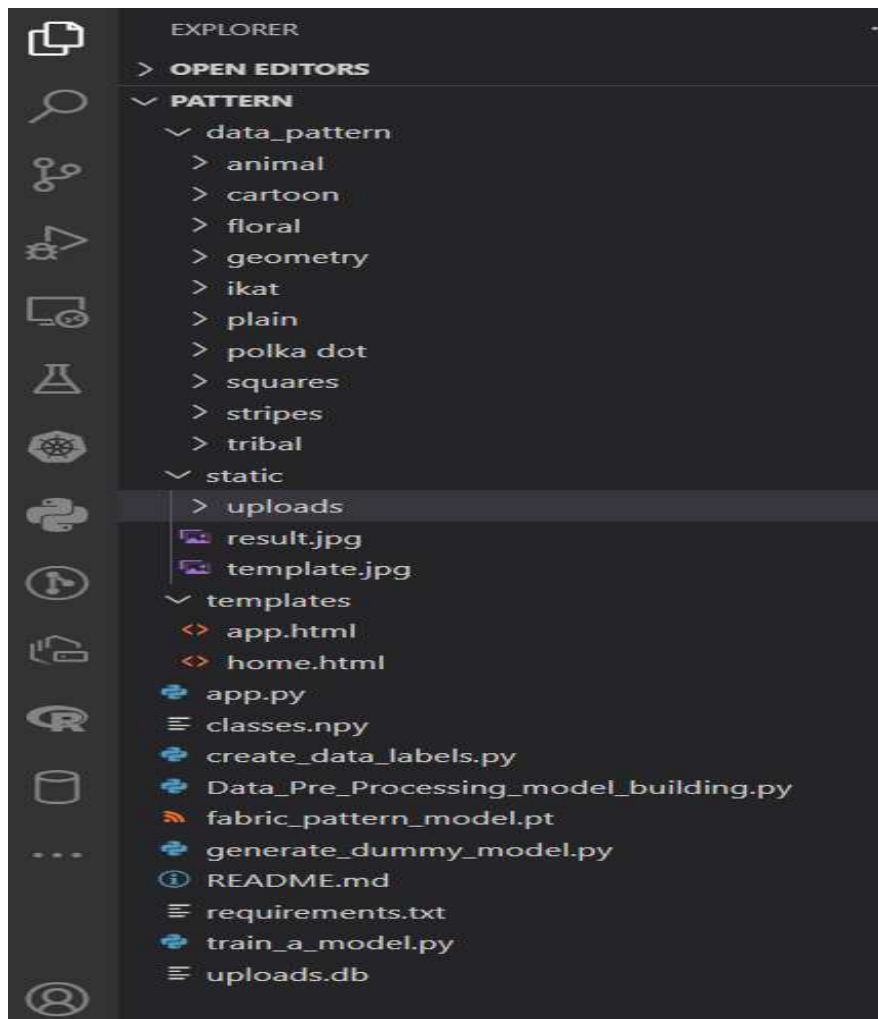 EXPLORER
OPEN EDITORS
PATTERN
data_pattern
animal
cartoon
floral
geometry
ikat
plain
polka dot
squares
stripes
tribal
static
uploads
result.jpg
template.jpg
templates
app.html
home.html
app.py
classes.npy
create_data_labels.py
Data_Pre_Processing_model_building.py
fabric_pattern_model.pt
generate_dummy_model.py
README.md
requirements.txt
train_a_model.py
uploads.db